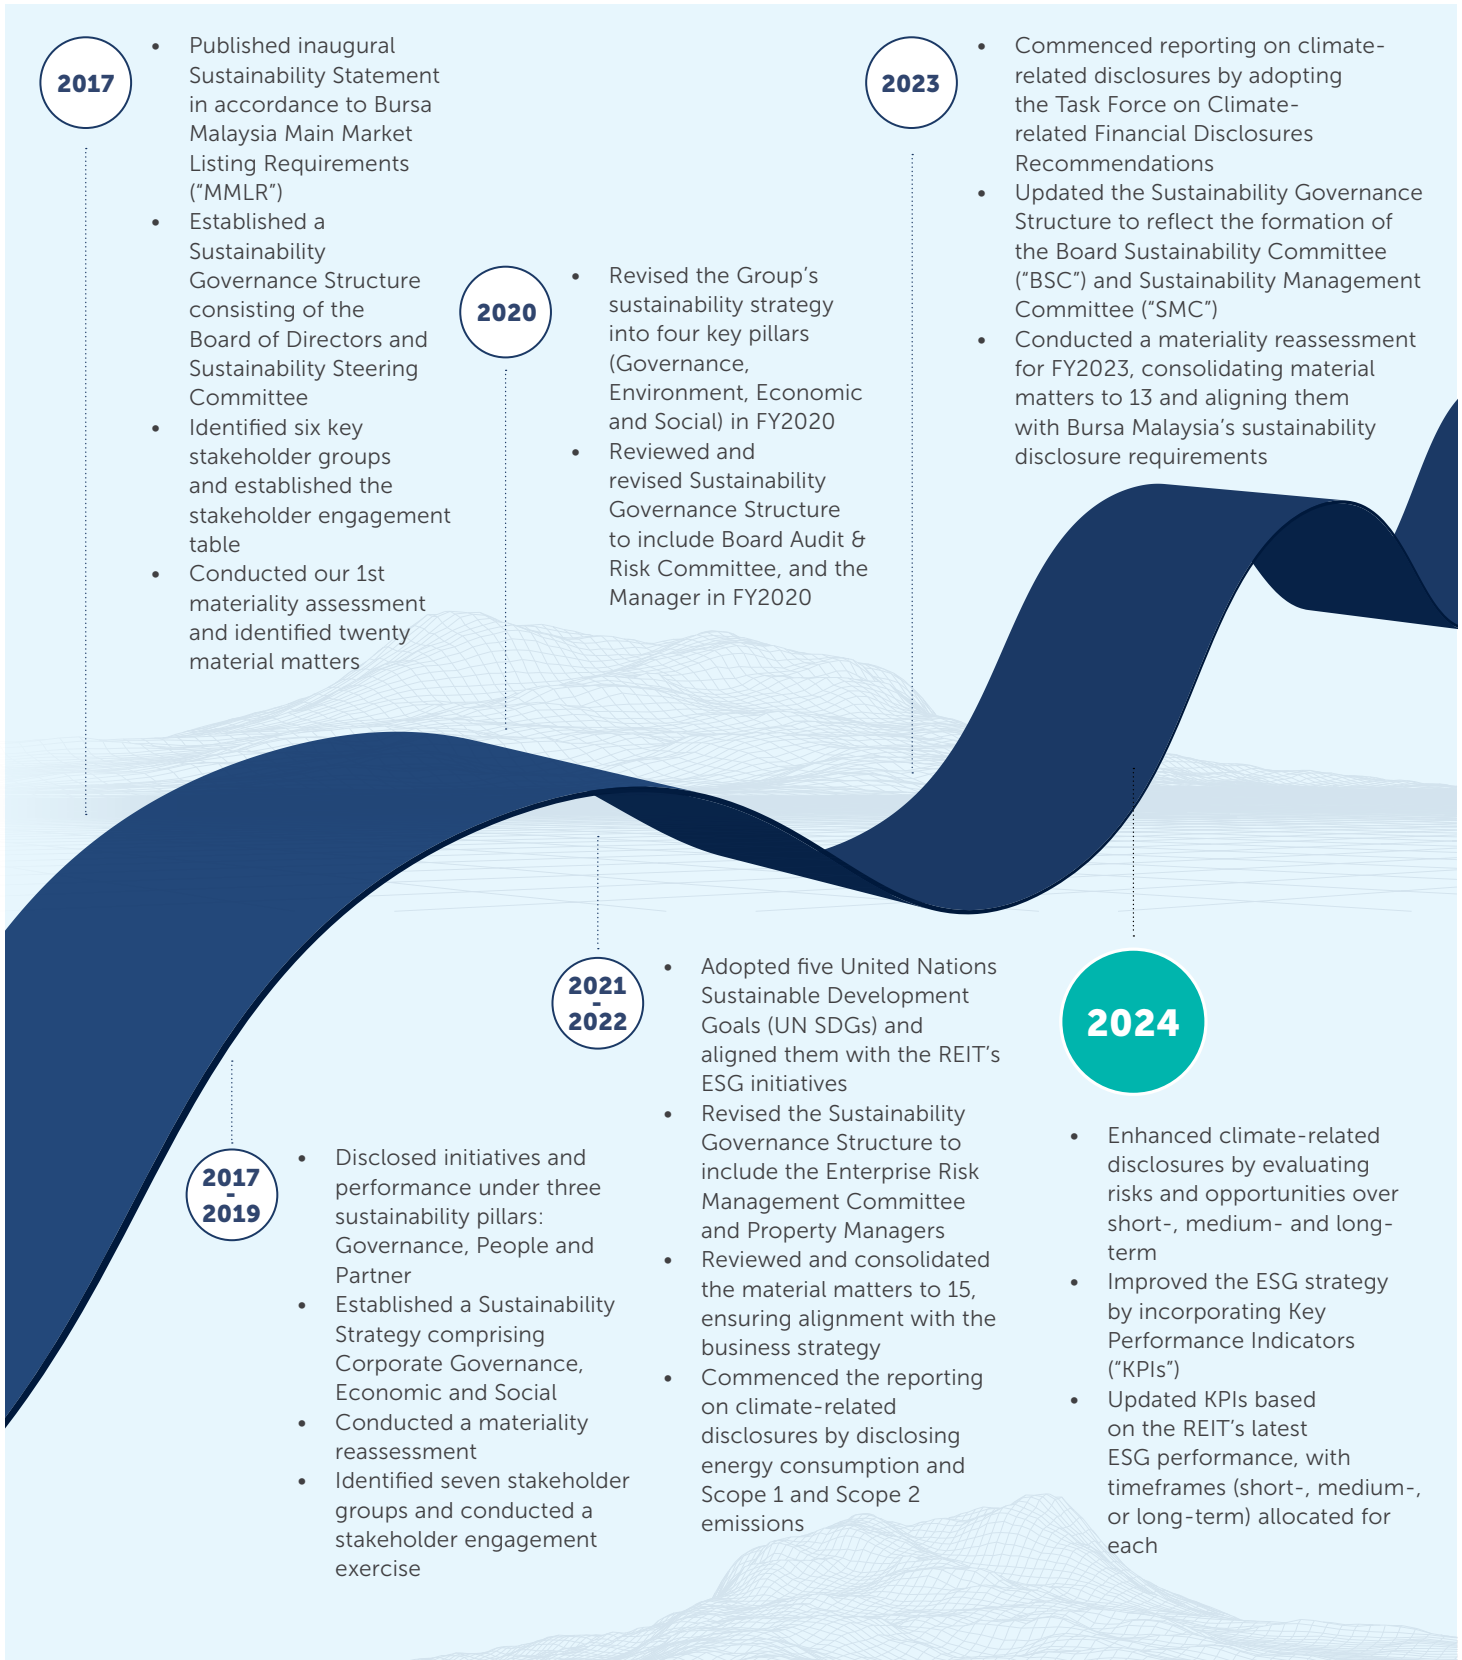 2017
• Published inaugural
Sustainability Statement
in accordance to Bursa
Malaysia Main Market
Listing Requirements
(“MMLR”)
• Established a
Sustainability
Governance Structure
consisting of the
Board of Directors and
Sustainability Steering
Committee
• Identified six key
stakeholder groups
and established the
stakeholder engagement
table
• Conducted our 1st
materiality assessment
and identified twenty
material matters
2017
-
2019
• Disclosed initiatives and
performance under three
sustainability pillars:
Governance, People and
Partner
• Established a Sustainability
Strategy comprising
Corporate Governance,
Economic and Social
• Conducted a materiality
reassessment
• Identified seven stakeholder
groups and conducted a
stakeholder engagement
exercise
2020
• Revised the Group’s
sustainability strategy
into four key pillars
(Governance,
Environment, Economic
and Social) in FY2020
• Reviewed and
revised Sustainability
Governance Structure
to include Board Audit &
Risk Committee, and the
Manager in FY2020
2021
-
2022
• Adopted five United Nations
Sustainable Development
Goals (UN SDGs) and
aligned them with the REIT’s
ESG initiatives
• Revised the Sustainability
Governance Structure to
include the Enterprise Risk
Management Committee
and Property Managers
• Reviewed and consolidated
the material matters to 15,
ensuring alignment with the
business strategy
• Commenced the reporting
on climate-related
disclosures by disclosing
energy consumption and
Scope 1 and Scope 2
emissions
2023
• Commenced reporting on climate-
related disclosures by adopting
the Task Force on Climate-
related Financial Disclosures
Recommendations
• Updated the Sustainability Governance
Structure to reflect the formation of
the Board Sustainability Committee
(“BSC”) and Sustainability Management
Committee (“SMC”)
• Conducted a materiality reassessment
for FY2023, consolidating material
matters to 13 and aligning them
with Bursa Malaysia’s sustainability
disclosure requirements
2024
• Enhanced climate-related
disclosures by evaluating
risks and opportunities over
short-, medium- and long-
term
• Improved the ESG strategy
by incorporating Key
Performance Indicators
(“KPIs”)
• Updated KPIs based
on the REIT’s latest
ESG performance, with
timeframes (short-, medium-,
or long-term) allocated for
each